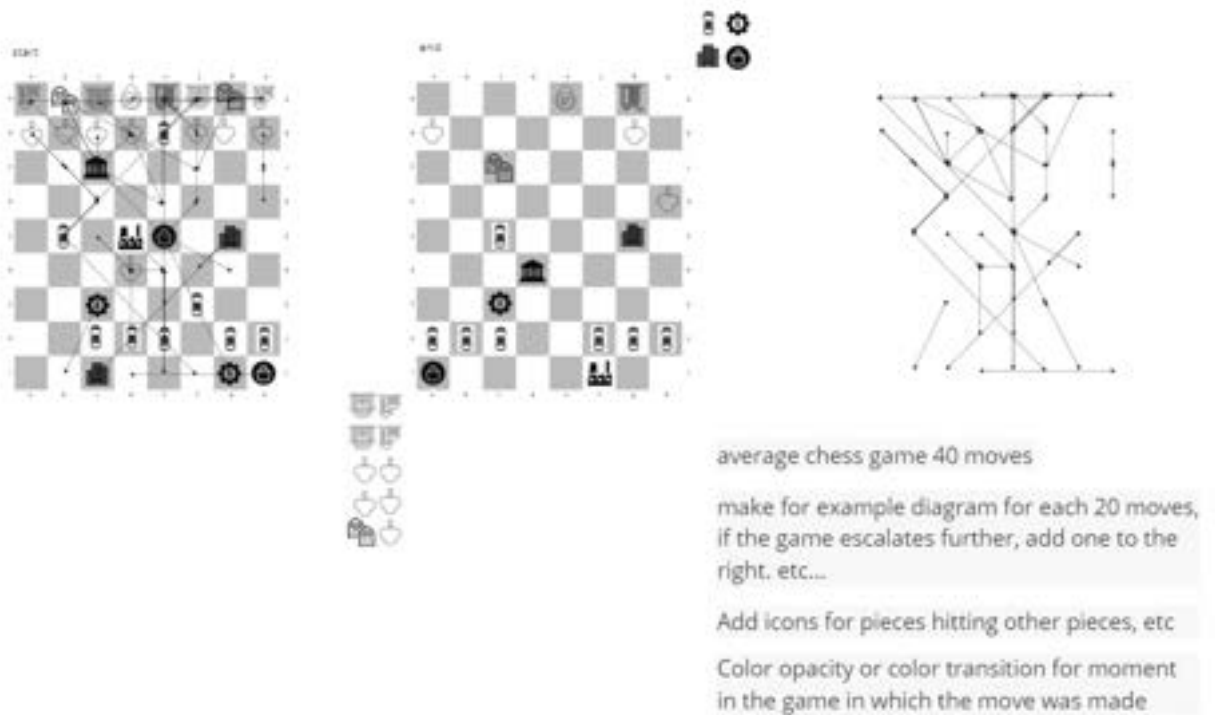 start
end
average chess game 40 moves
make for example diagram for each 20 moves,
if the game escalates further, add one to the
right. etc...
Add icons for pieces hitting other pieces, etc
Color opacity or color transition for moment
in the game in which the move was made